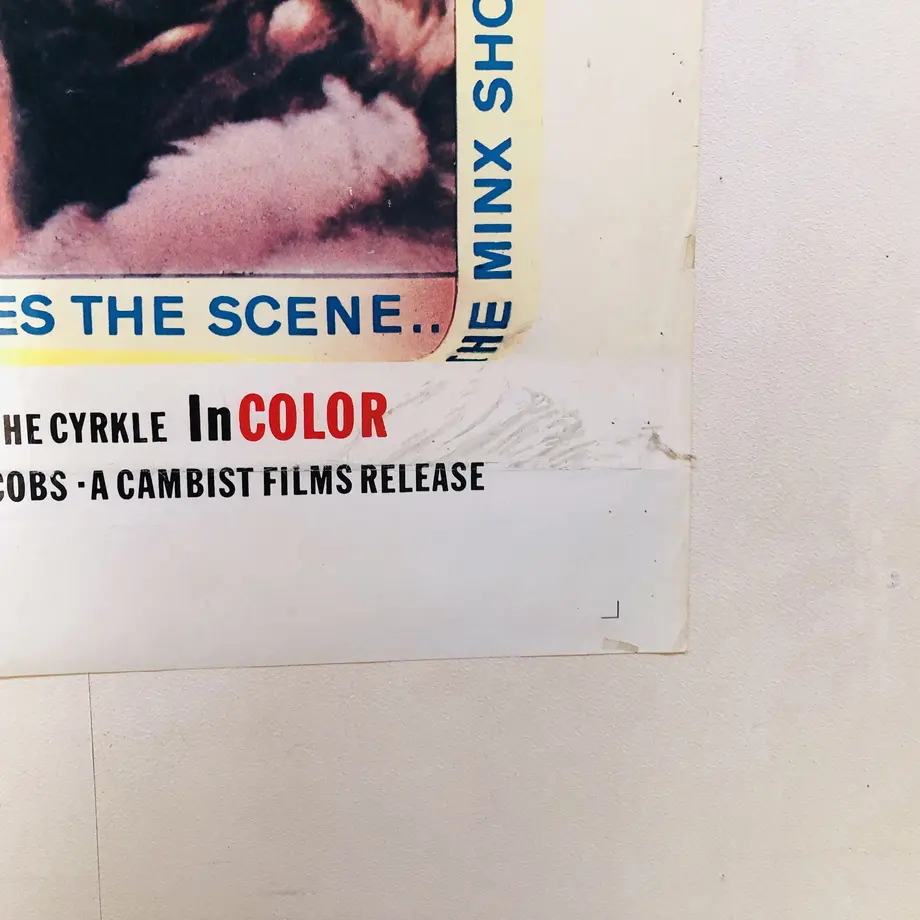 THE MINX SHO
ES THE SCENE..
HE CYRKLE In COLOR
COBS · A CAMBIST FILMS RELEASE